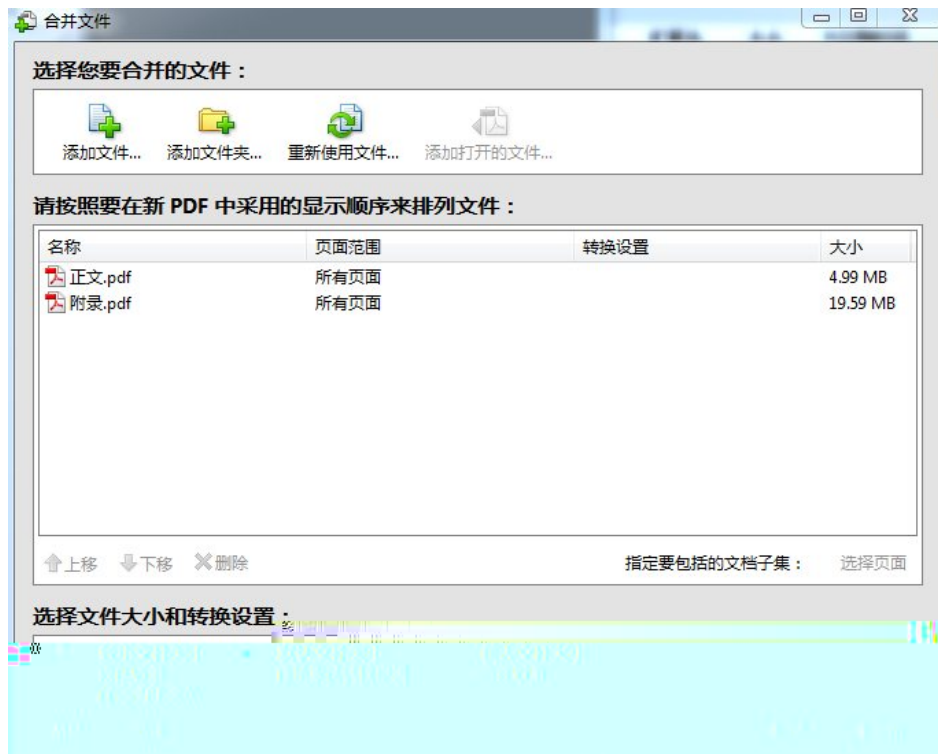 合并文件
选择您要合并的文件：
添加文件... 添加文件夹... 重新使用文件... 添加打开的文件...
请按照要在新 PDF 中采用的显示顺序来排列文件：
名称 页面范围 转换设置 大小
正文.pdf 所有页面 4.99 MB
附录.pdf 所有页面 19.59 MB
上移 下移 删除 指定要包括的文档子集： 选择页面
选择文件大小和转换设置：